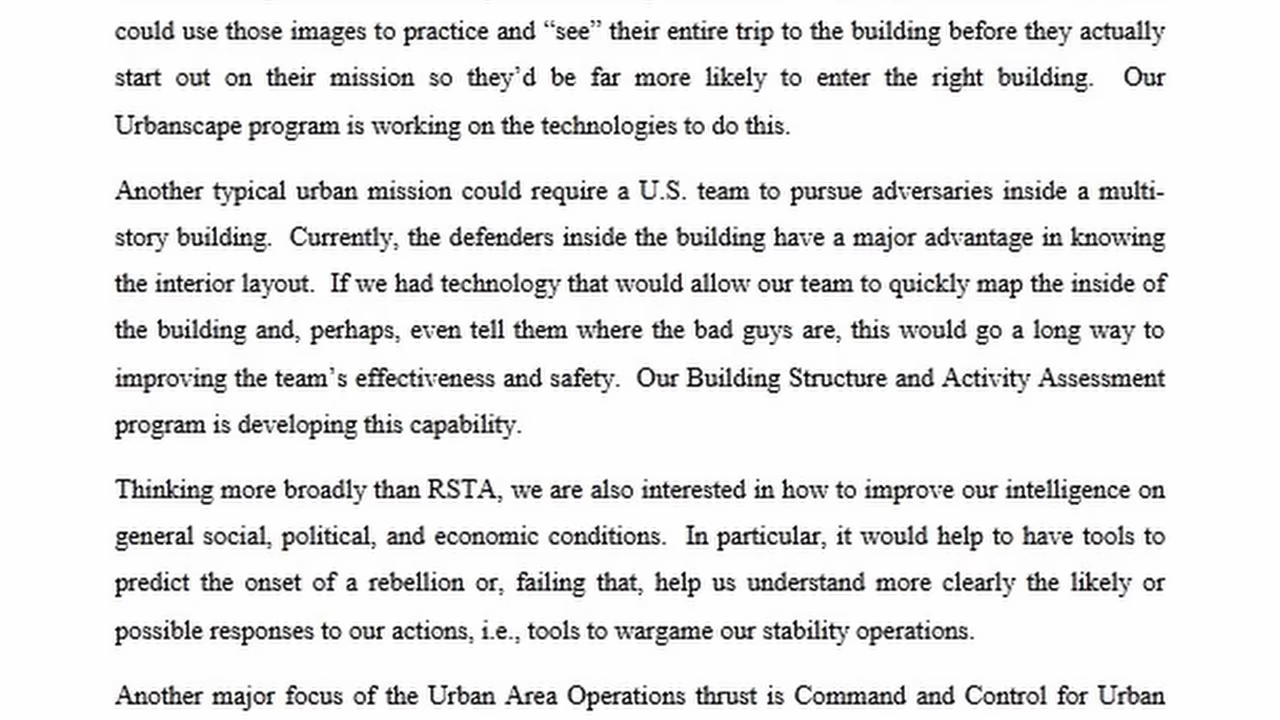 could use those images to practice and “see” their entire trip to the building before they actually
start out on their mission so they’d be far more likely to enter the right building.  Our
Urbanscape program is working on the technologies to do this.
Another typical urban mission could require a U.S. team to pursue adversaries inside a multi-
story building.  Currently, the defenders inside the building have a major advantage in knowing
the interior layout.  If we had technology that would allow our team to quickly map the inside of
the building and, perhaps, even tell them where the bad guys are, this would go a long way to
improving the team’s effectiveness and safety.  Our Building Structure and Activity Assessment
program is developing this capability.
Thinking more broadly than RSTA, we are also interested in how to improve our intelligence on
general social, political, and economic conditions.  In particular, it would help to have tools to
predict the onset of a rebellion or, failing that, help us understand more clearly the likely or
possible responses to our actions, i.e., tools to wargame our stability operations.
Another major focus of the Urban Area Operations thrust is Command and Control for Urban